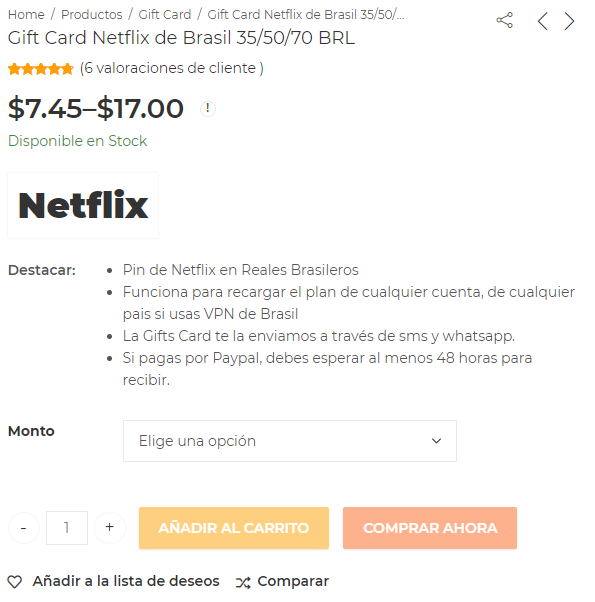 Home / Productos / Gift Card / Gift Card Netflix de Brasil 35/50/...
Gift Card Netflix de Brasil 35/50/70 BRL
(6 valoraciones de cliente )
$7.45–$17.00 !
Disponible en Stock
Netflix
Destacar:
Pin de Netflix en Reales Brasileros
Funciona para recargar el plan de cualquier cuenta, de cualquier
pais si usas VPN de Brasil
La Gifts Card te la enviamos a través de sms y whatsapp.
Si pagas por Paypal, debes esperar al menos 48 horas para
recibir.
Monto
Elige una opción
- 1 + AÑADIR AL CARRITO COMPRAR AHORA
Añadir a la lista de deseos Comparar